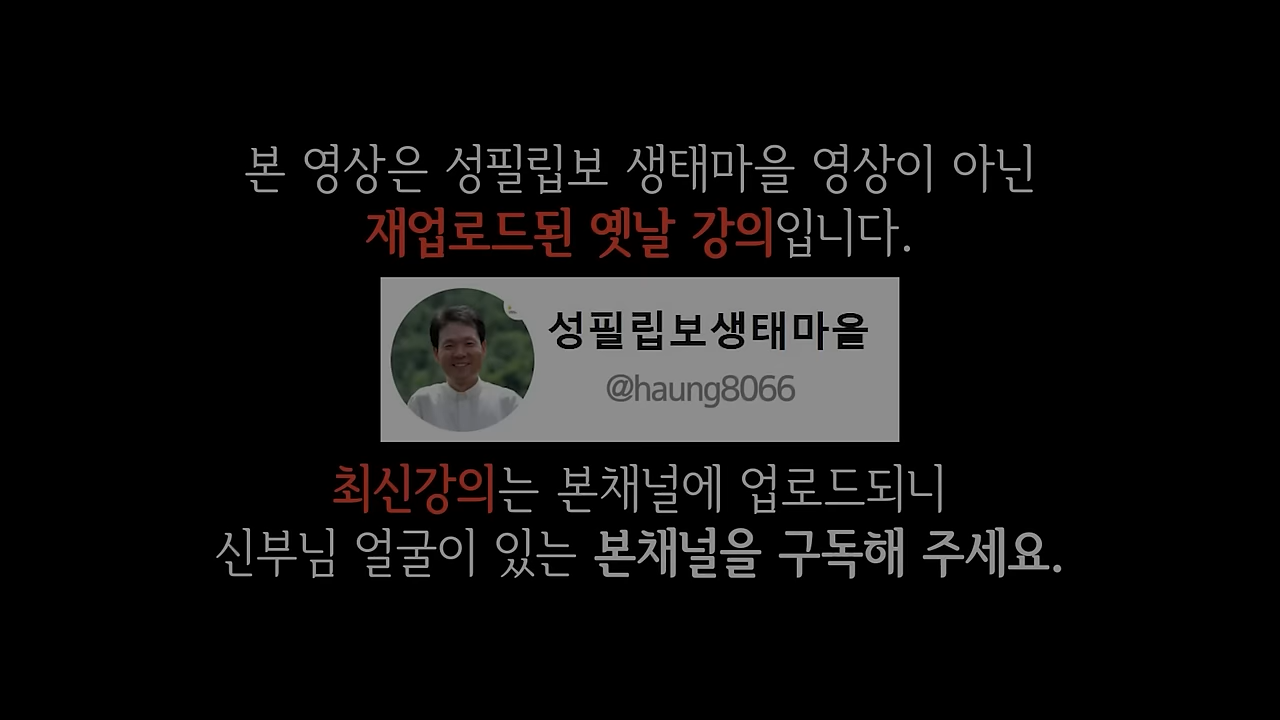 본 영상은 성필립보 생태마을 영상이 아닌
재업로드된 옛날 강의입니다.
성필립보생태마을
@haung8066
최신강의는 본채널에 업로드되니
신부님 얼굴이 있는 본채널을 구독해 주세요.